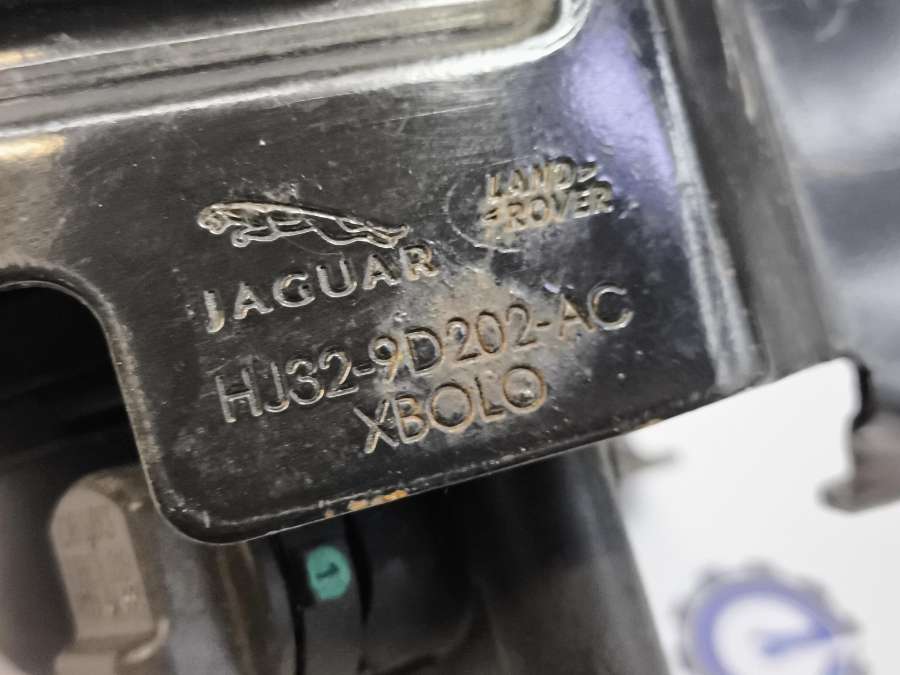 JAGUAR
LAND
ROVER
HJ32-9D202-AC
XBOLO
1